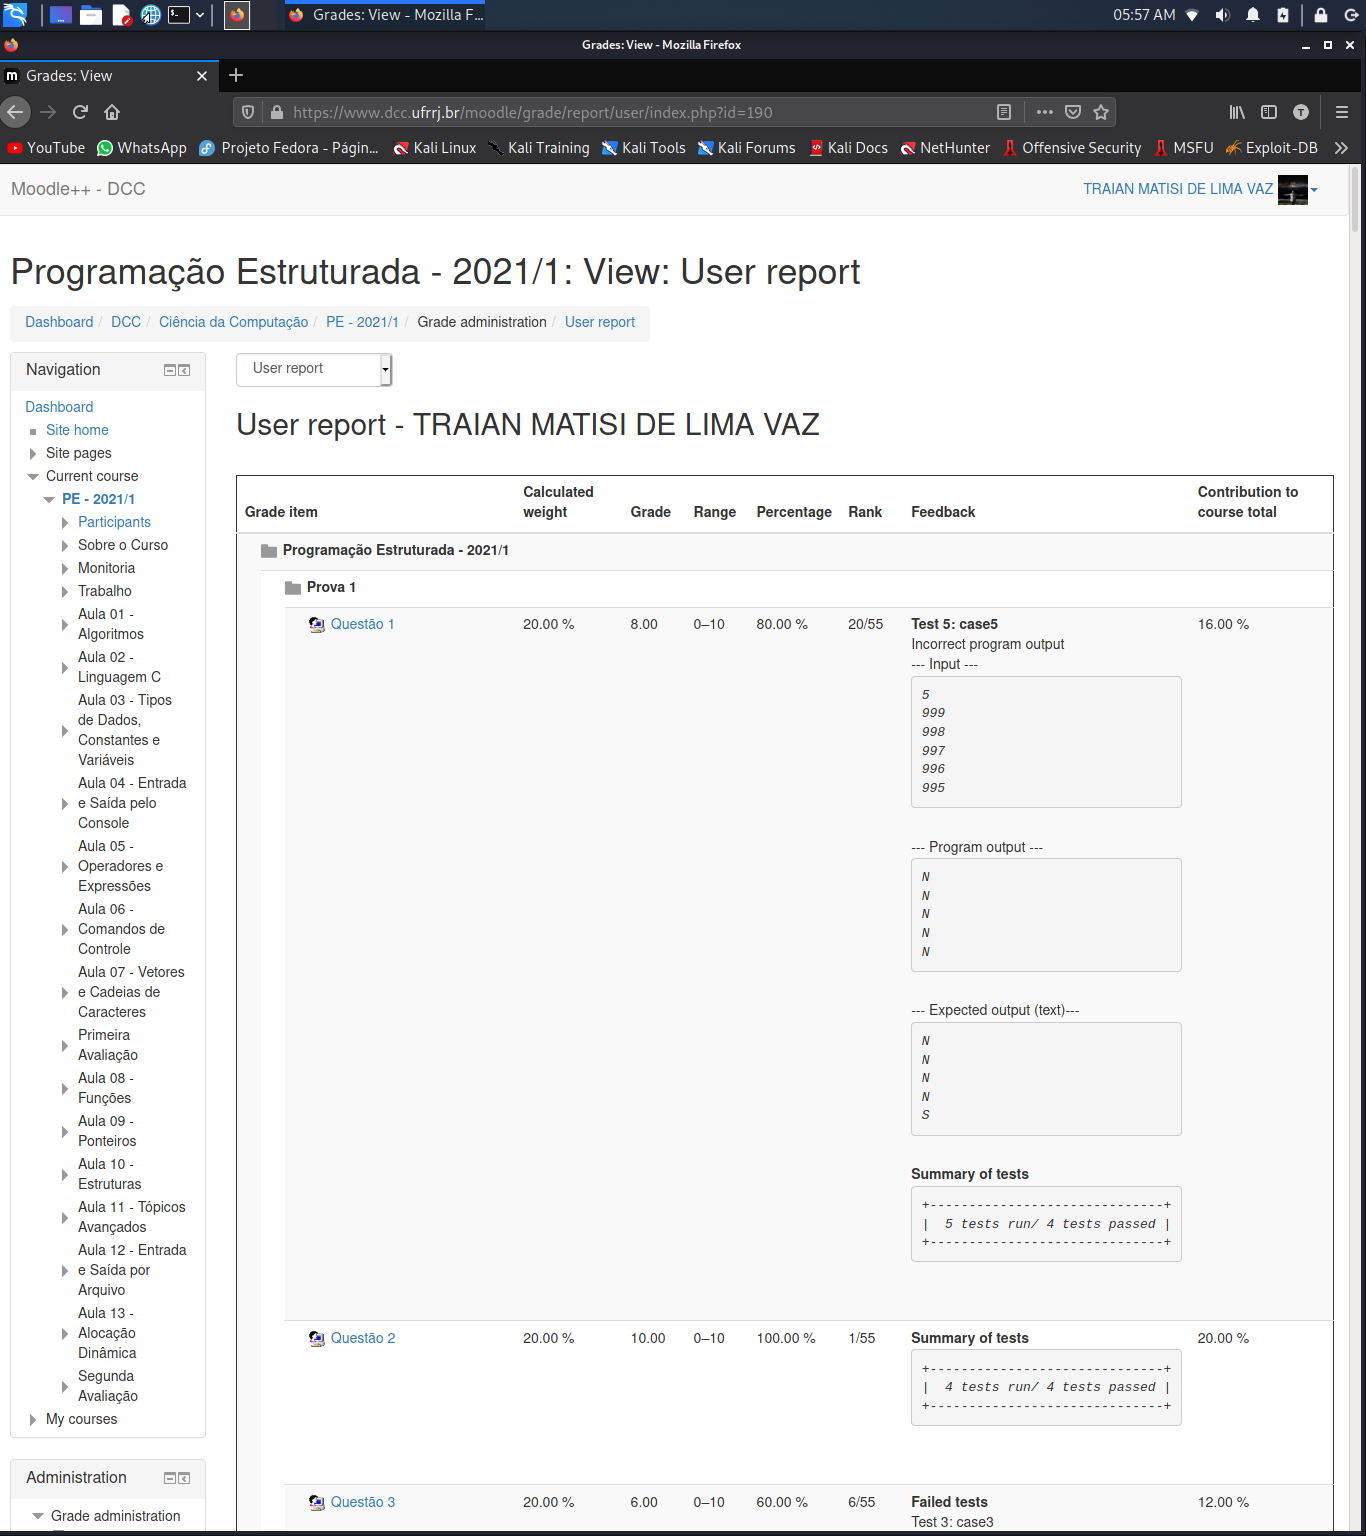 Grades: View - Mozilla F...
05:57 AM
Grades: View - Mozilla Firefox
m Grades: View
https://www.dcc.ufrrj.br/moodle/grade/report/user/index.php?id=190
T
YouTube WhatsApp Projeto Fedora - Págin... Kali Linux Kali Training Kali Tools Kali Forums Kali Docs NetHunter Offensive Security MSFU Exploit-DB
Moodle++ - DCC
TRAIAN MATISI DE LIMA VAZ
Programação Estruturada - 2021/1: View: User report
Dashboard / DCC / Ciência da Computação / PE - 2021/1 / Grade administration / User report
Navigation
Dashboard
Site home
Site pages
Current course
PE - 2021/1
Participants
Sobre o Curso
Monitoria
Trabalho
Aula 01 -
Algoritmos
Aula 02 -
Linguagem C
Aula 03 - Tipos
de Dados,
Constantes e
Variáveis
Aula 04 - Entrada
e Saída pelo
Console
Aula 05 -
Operadores e
Expressões
Aula 06 -
Comandos de
Controle
Aula 07 - Vetores
e Cadeias de
Caracteres
Primeira
Avaliação
Aula 08 -
Funções
Aula 09 -
Ponteiros
Aula 10 -
Estruturas
Aula 11 - Tópicos
Avançados
Aula 12 - Entrada
e Saída por
Arquivo
Aula 13 -
Alocação
Dinâmica
Segunda
Avaliação
My courses
Administration
Grade administration
User report
User report - TRAIAN MATISI DE LIMA VAZ
Grade item Calculated weight Grade Range Percentage Rank Feedback Contribution to course total
Programação Estruturada - 2021/1
Prova 1
Questão 1 20.00 % 8.00 0–10 80.00 % 20/55 Test 5: case5 16.00 %
Incorrect program output
--- Input ---
5
999
998
997
996
995
--- Program output ---
N
N
N
N
N
--- Expected output (text)---
N
N
N
N
S
Summary of tests
+------------------------------+
|  5 tests run/ 4 tests passed |
+------------------------------+
Questão 2 20.00 % 10.00 0–10 100.00 % 1/55 Summary of tests 20.00 %
+------------------------------+
|  4 tests run/ 4 tests passed |
+------------------------------+
Questão 3 20.00 % 6.00 0–10 60.00 % 6/55 Failed tests 12.00 %
Test 3: case3